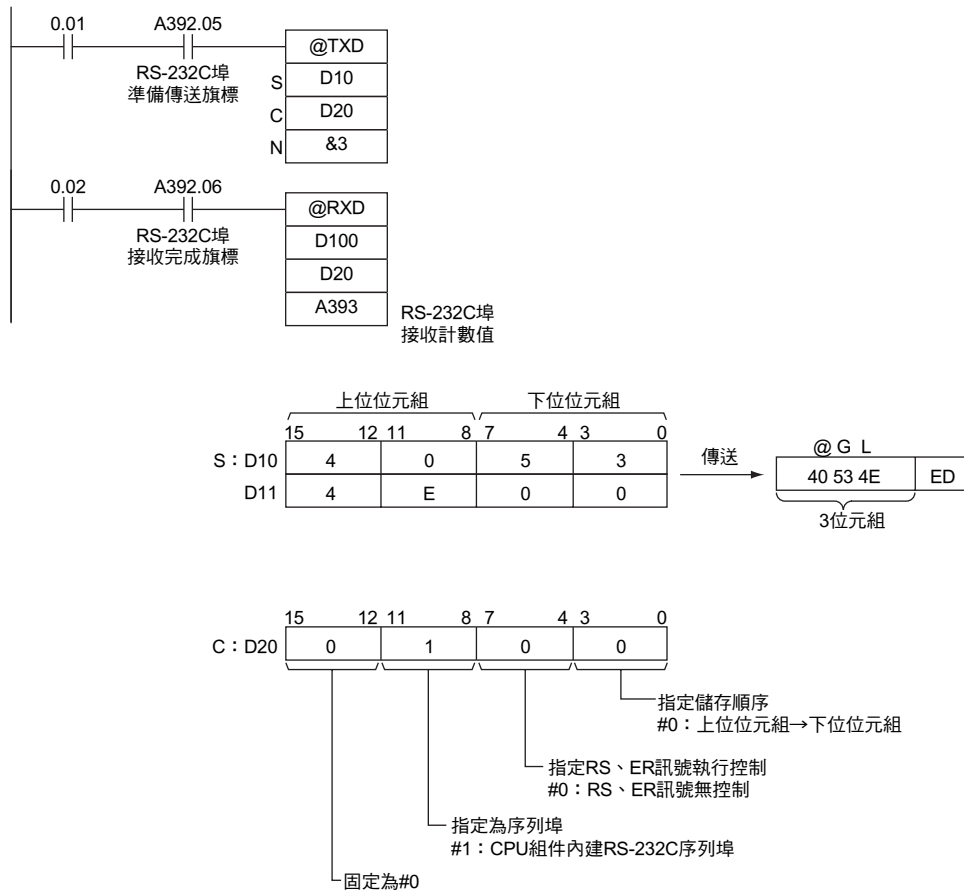 0.01 A392.05
@TXD
RS-232C埠
準備傳送旗標
S D10
C D20
N &3
0.02 A392.06
@RXD
RS-232C埠
接收完成旗標
D100
D20
A393
RS-232C埠
接收計數值
上位位元組 下位位元組
15 12 11 8 7 4 3 0
S：D10 4 0 5 3
D11 4 E 0 0
傳送
@ G L
40 53 4E ED
3位元組
15 12 11 8 7 4 3 0
C：D20 0 1 0 0
指定儲存順序
#0：上位位元組→下位位元組
指定RS、ER訊號執行控制
#0：RS、ER訊號無控制
指定為序列埠
#1：CPU組件內建RS-232C序列埠
固定為#0